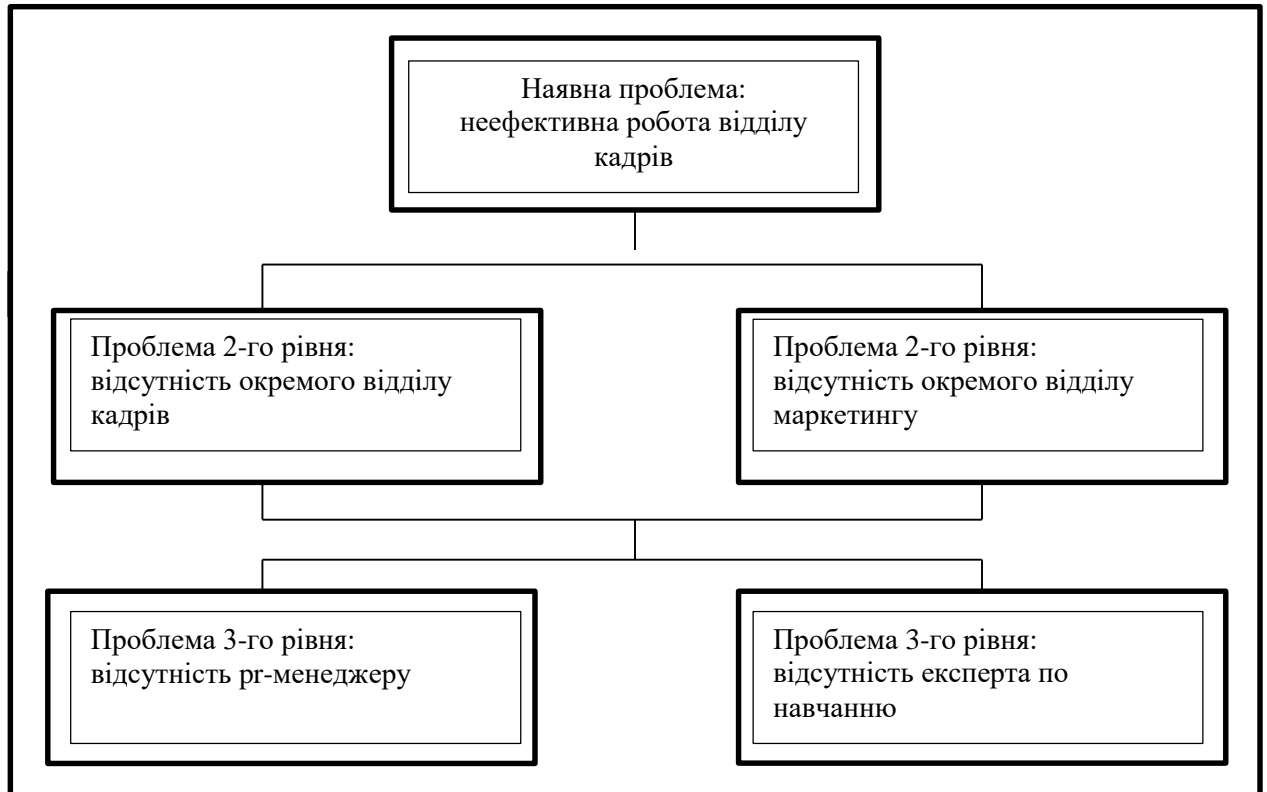 Наявна проблема:
неефективна робота відділу
кадрів
Проблема 2-го рівня:
відсутність окремого відділу
кадрів
Проблема 2-го рівня:
відсутність окремого відділу
маркетингу
Проблема 3-го рівня:
відсутність pr-менеджеру
Проблема 3-го рівня:
відсутність експерта по
навчанню